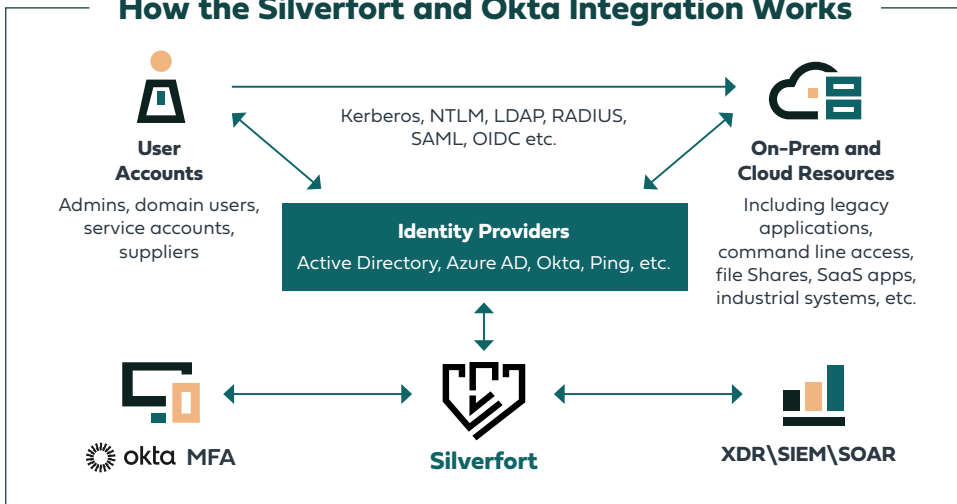 How the Silverfort and Okta Integration Works
Kerberos, NTLM, LDAP, RADIUS,
SAML, OIDC etc.
User
Accounts
Admins, domain users,
service accounts,
suppliers
On-Prem and
Cloud Resources
Including legacy
applications,
command line access,
file Shares, SaaS apps,
industrial systems, etc.
Identity Providers
Active Directory, Azure AD, Okta, Ping, etc.
okta MFA
Silverfort
XDR\SIEM\SOAR